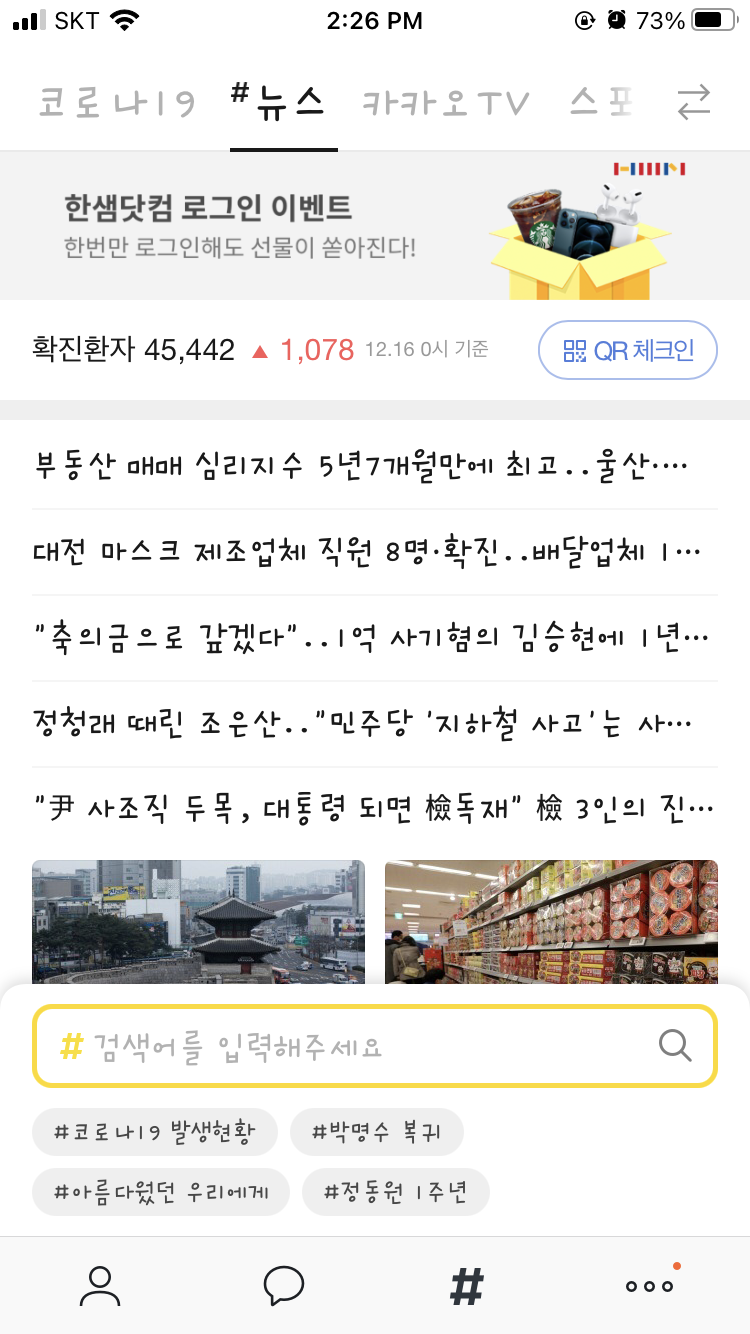 SKT 2:26 PM 73%
코로나19 #뉴스 카카오TV 스포
한샘닷컴 로그인 이벤트
한번만 로그인해도 선물이 쏟아진다!
확진환자 45,442 ▲ 1,078 12.16 0시 기준 QR 체크인
부동산 매매 심리지수 5년7개월만에 최고..울산·…
대전 마스크 제조업체 직원 8명·확진..배달업체 1…
"축의금으로 갚겠다"..1억 사기혐의 김승현에 1년…
정청래 때린 조은산.."민주당 '지하철 사고'는 사…
"尹 사조직 두목, 대통령 되면 檢독재" 檢 3인의 진…
# 검색어를 입력해주세요
#코로나19 발생현황 #박명수 복귀
#아름다웠던 우리에게 #정동원 1주년
#